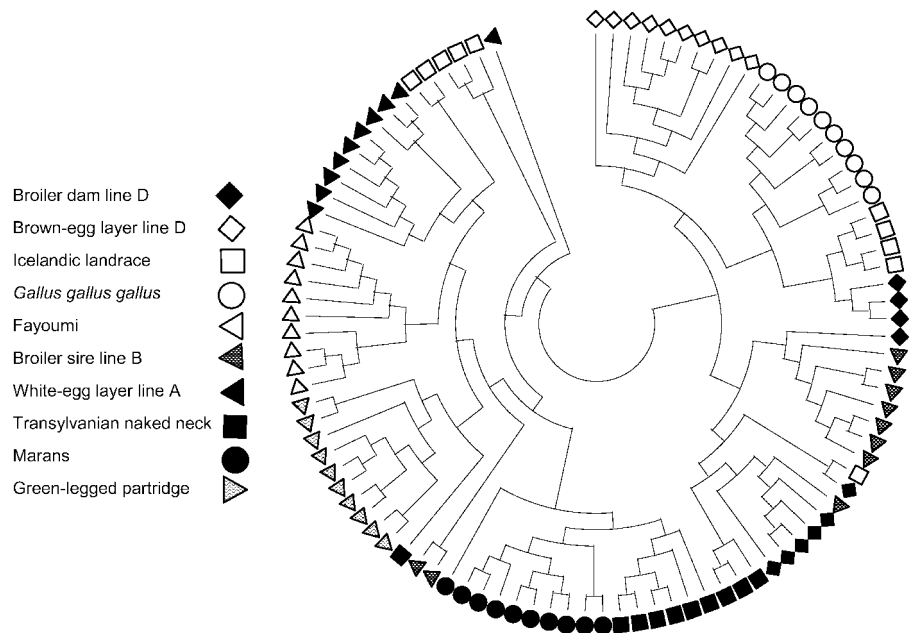 Broiler dam line D
Brown-egg layer line D
Icelandic landrace
Gallus gallus gallus
Fayoumi
Broiler sire line B
White-egg layer line A
Transylvanian naked neck
Marans
Green-legged partridge